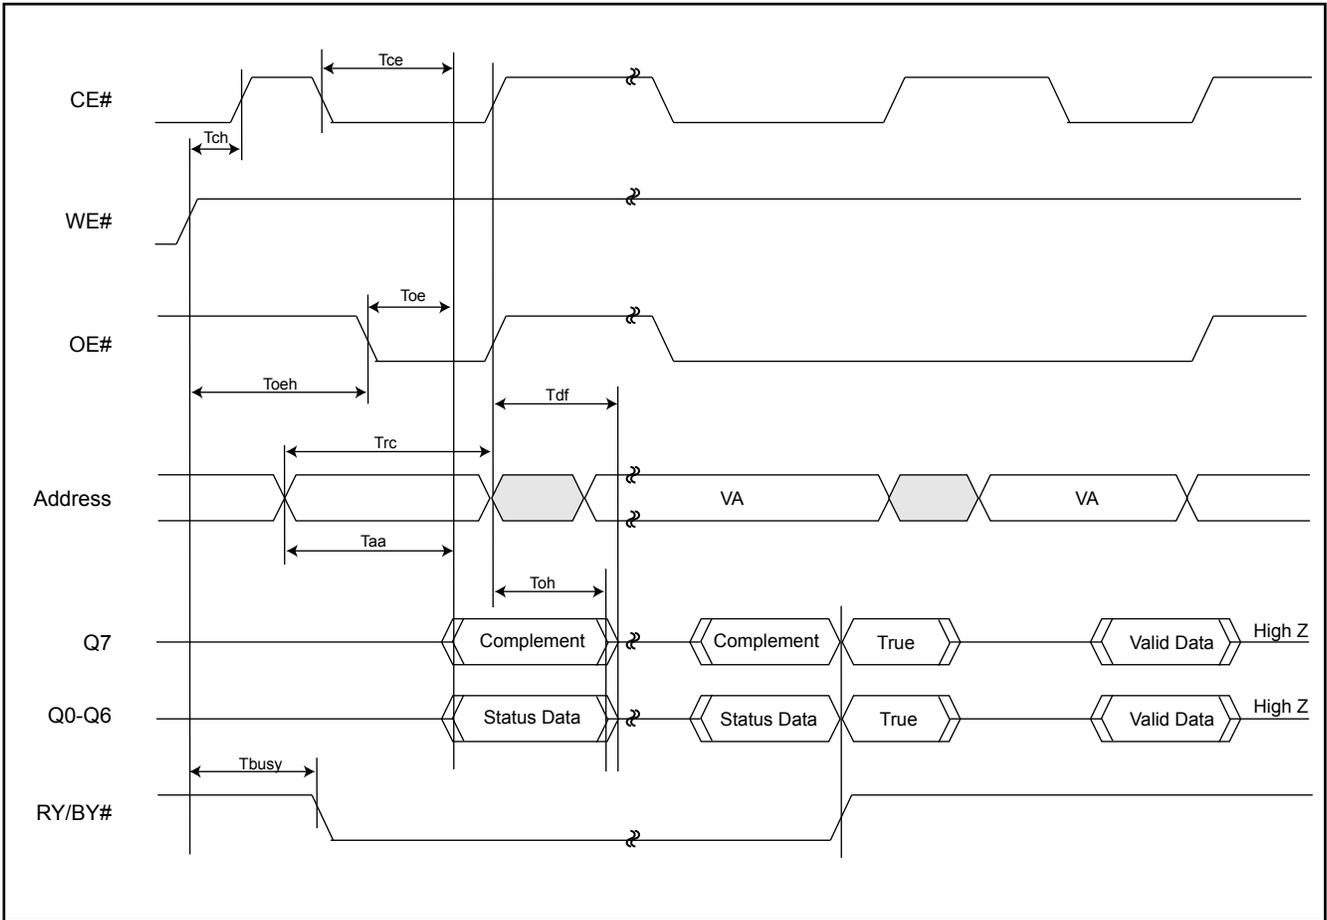 Tce
CE#
Tch
WE#
Toe
OE#
Toeh
Tdf
Trc
Address
VA
VA
Taa
Toh
Q7
Complement
Complement
True
Valid Data
High Z
Q0-Q6
Status Data
Status Data
True
Valid Data
High Z
Tbusy
RY/BY#